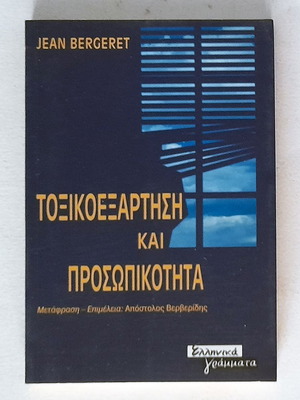 JEAN BERGERET
ΤΟΞΙΚΟΕΞΑΡΤΗΣΗ
ΚΑΙ
ΠΡΟΣΩΠΙΚΟΤΗΤΑ
Μετάφραση – Επιμέλεια: Απόστολος Βερβερίδης
Ελληνικά
γράμματα